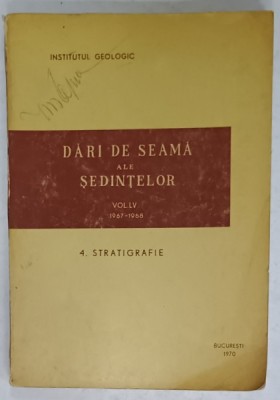 INSTITUTUL GEOLOGIC
DĂRI DE SEAMĂ
ALE
ȘEDINȚELOR
VOL. LV
1967-1968
4. STRATIGRAFIE
BUCUREȘTI
1970